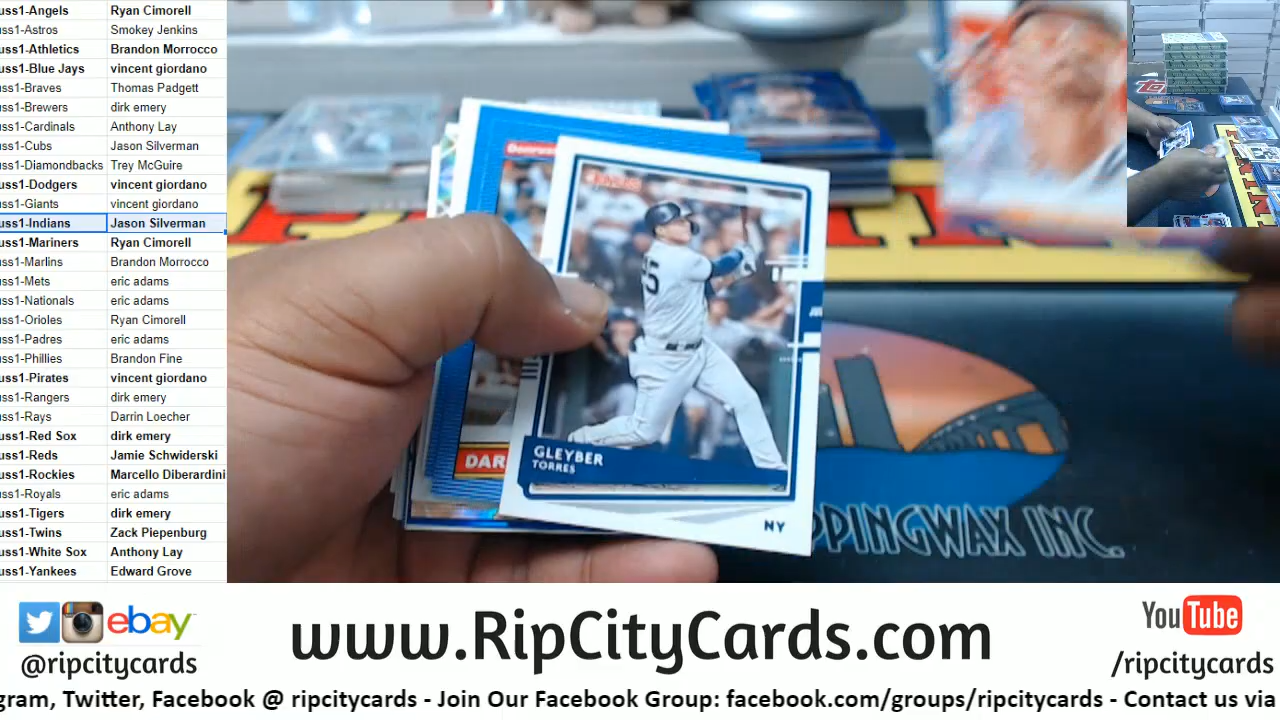 uss1-Angels Ryan Cimorell
uss1-Astros Smokey Jenkins
uss1-Athletics Brandon Morrocco
uss1-Blue Jays vincent giordano
uss1-Braves Thomas Padgett
uss1-Brewers dirk emery
uss1-Cardinals Anthony Lay
uss1-Cubs Jason Silverman
uss1-Diamondbacks Trey McGuire
uss1-Dodgers vincent giordano
uss1-Giants vincent giordano
uss1-Indians Jason Silverman
uss1-Mariners Ryan Cimorell
uss1-Marlins Brandon Morrocco
uss1-Mets eric adams
uss1-Nationals eric adams
uss1-Orioles Ryan Cimorell
uss1-Padres eric adams
uss1-Phillies Brandon Fine
uss1-Pirates vincent giordano
uss1-Rangers dirk emery
uss1-Rays Darrin Loecher
uss1-Red Sox dirk emery
uss1-Reds Jamie Schwiderski
uss1-Rockies Marcello Diberardini
uss1-Royals eric adams
uss1-Tigers dirk emery
uss1-Twins Zack Piepenburg
uss1-White Sox Anthony Lay
uss1-Yankees Edward Grove
DAR
GLEYBER
TORRES
NY
PPINGWAX INC.
ebay
@ripcitycards
www.RipCityCards.com
YouTube
/ripcitycards
gram, Twitter, Facebook @ ripcitycards - Join Our Facebook Group: facebook.com/groups/ripcitycards - Contact us via